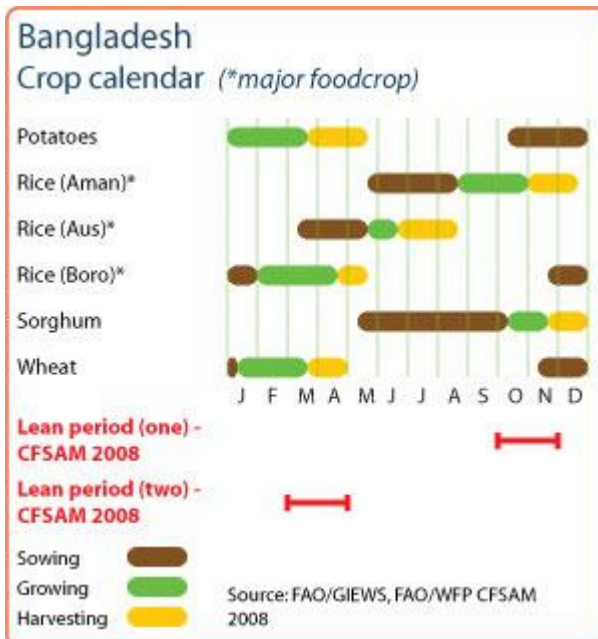 Bangladesh
Crop calendar (*major foodcrop)
Potatoes
Rice (Aman)*
Rice (Aus)*
Rice (Boro)*
Sorghum
Wheat
J F M A M J J A S O N D
Lean period (one) -
CFSAM 2008
Lean period (two) -
CFSAM 2008
Sowing
Growing
Harvesting
Source: FAO/GIEWS, FAO/WFP CFSAM
2008